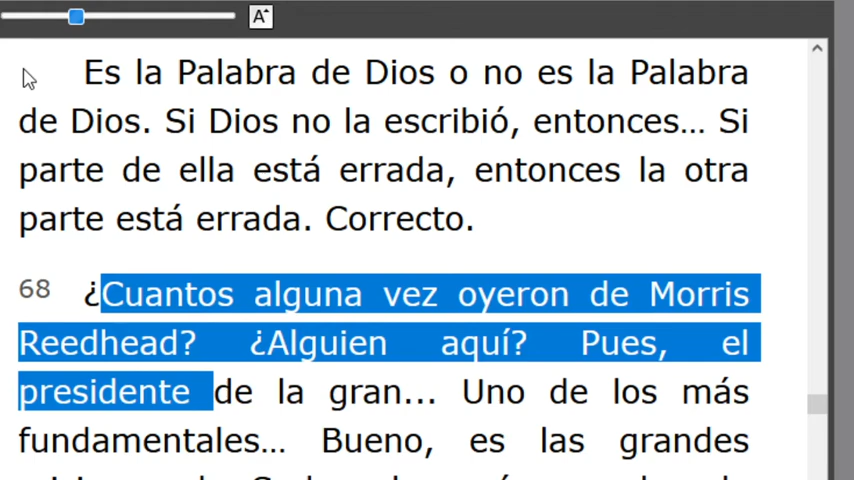 A
Es la Palabra de Dios o no es la Palabra
de Dios. Si Dios no la escribió, entonces… Si
parte de ella está errada, entonces la otra
parte está errada. Correcto.
68 ¿Cuantos alguna vez oyeron de Morris
Reedhead? ¿Alguien aquí? Pues, el
presidente de la gran… Uno de los más
fundamentales… Bueno, es las grandes